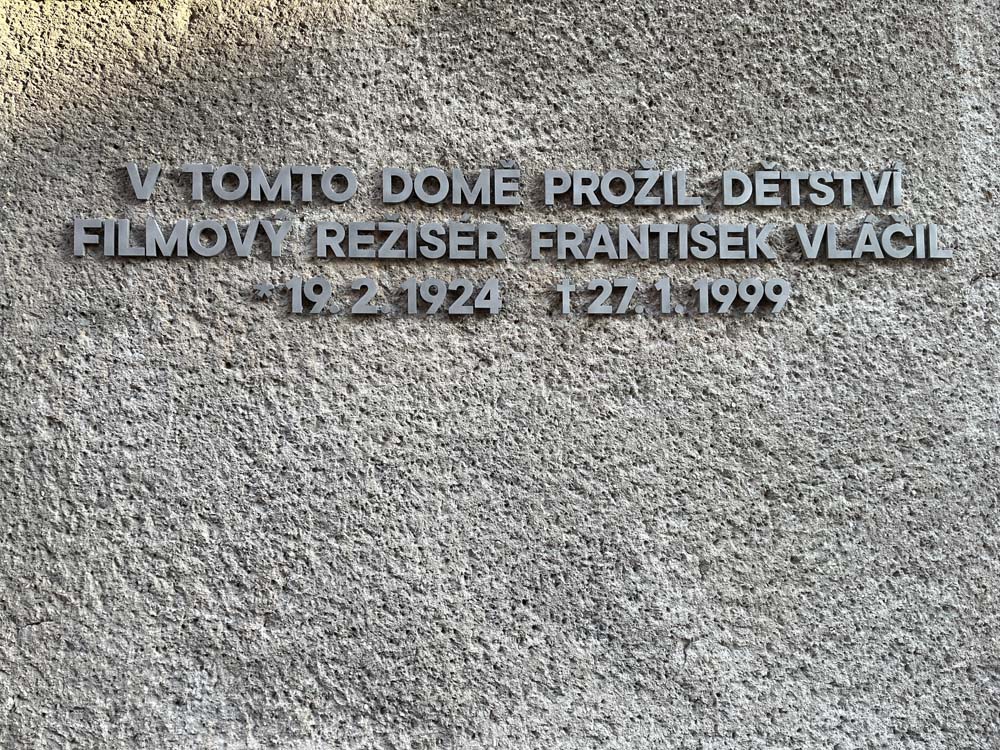 V TOMTO DOMĚ PROŽIL DĚTSTVÍ
FILMOVÝ REŽISÉR FRANTIŠEK VLÁČIL
* 19. 2. 1924 † 27. 1. 1999